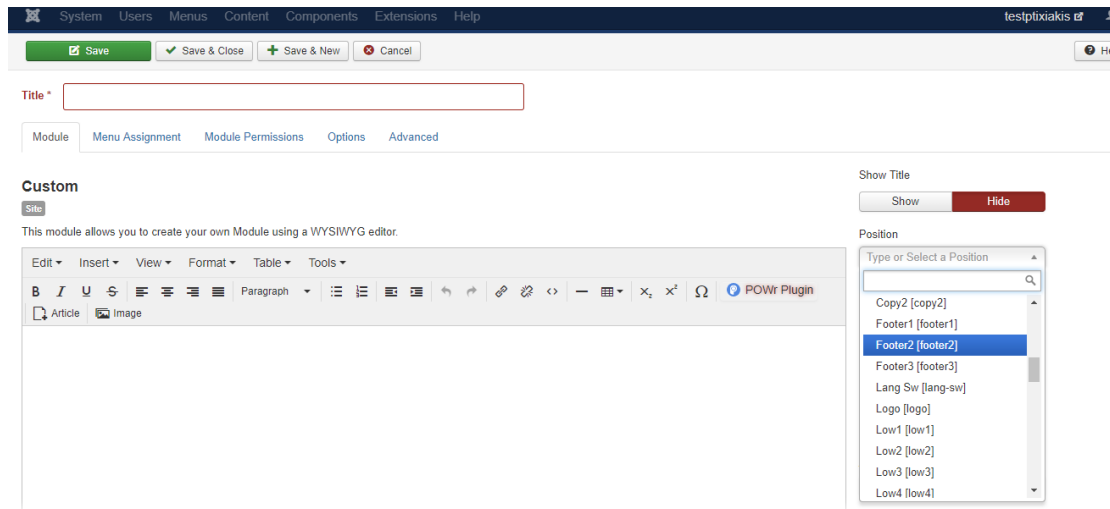 System Users Menus Content Components Extensions Help testptixiakis
Save Save & Close Save & New Cancel
Title *
Module Menu Assignment Module Permissions Options Advanced
Show Title
Custom
Show Hide
Site
This module allows you to create your own Module using a WYSIWYG editor.
Position
Edit Insert View Format Table Tools
Type or Select a Position
B I U S Paragraph X₂ X² Ω POWr Plugin
Article Image
Copy2 [copy2]
Footer1 [footer1]
Footer2 [footer2]
Footer3 [footer3]
Lang Sw [lang-sw]
Logo [logo]
Low1 [low1]
Low2 [low2]
Low3 [low3]
Low4 [low4]